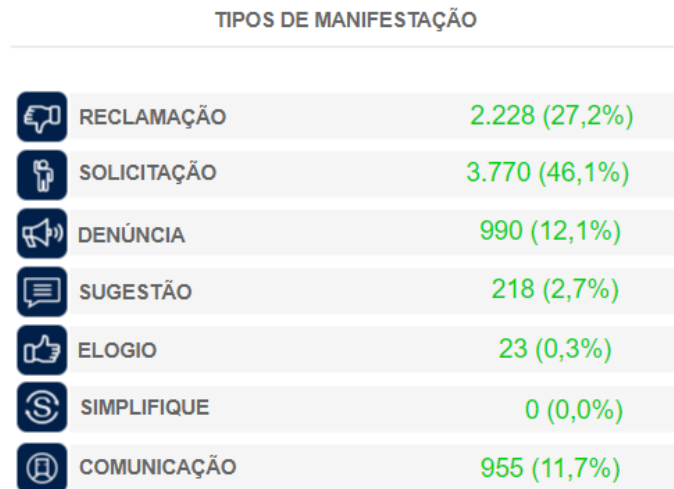 TIPOS DE MANIFESTAÇÃO
RECLAMAÇÃO 2.228 (27,2%)
SOLICITAÇÃO 3.770 (46,1%)
DENÚNCIA 990 (12,1%)
SUGESTÃO 218 (2,7%)
ELOGIO 23 (0,3%)
SIMPLIFIQUE 0 (0,0%)
COMUNICAÇÃO 955 (11,7%)